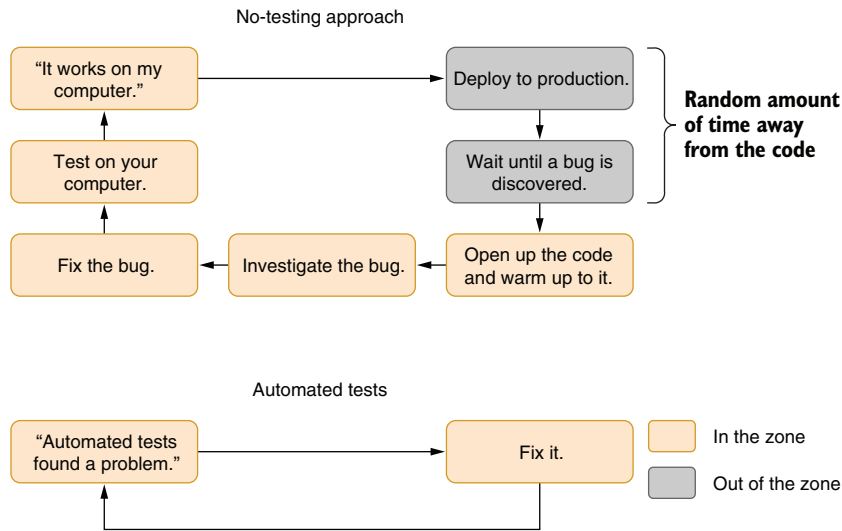 No-testing approach
“It works on my
computer.”
Deploy to production.
Random amount
of time away
from the code
Test on your
computer.
Wait until a bug is
discovered.
Fix the bug.
Investigate the bug.
Open up the code
and warm up to it.
Automated tests
“Automated tests
found a problem.”
Fix it.
In the zone
Out of the zone